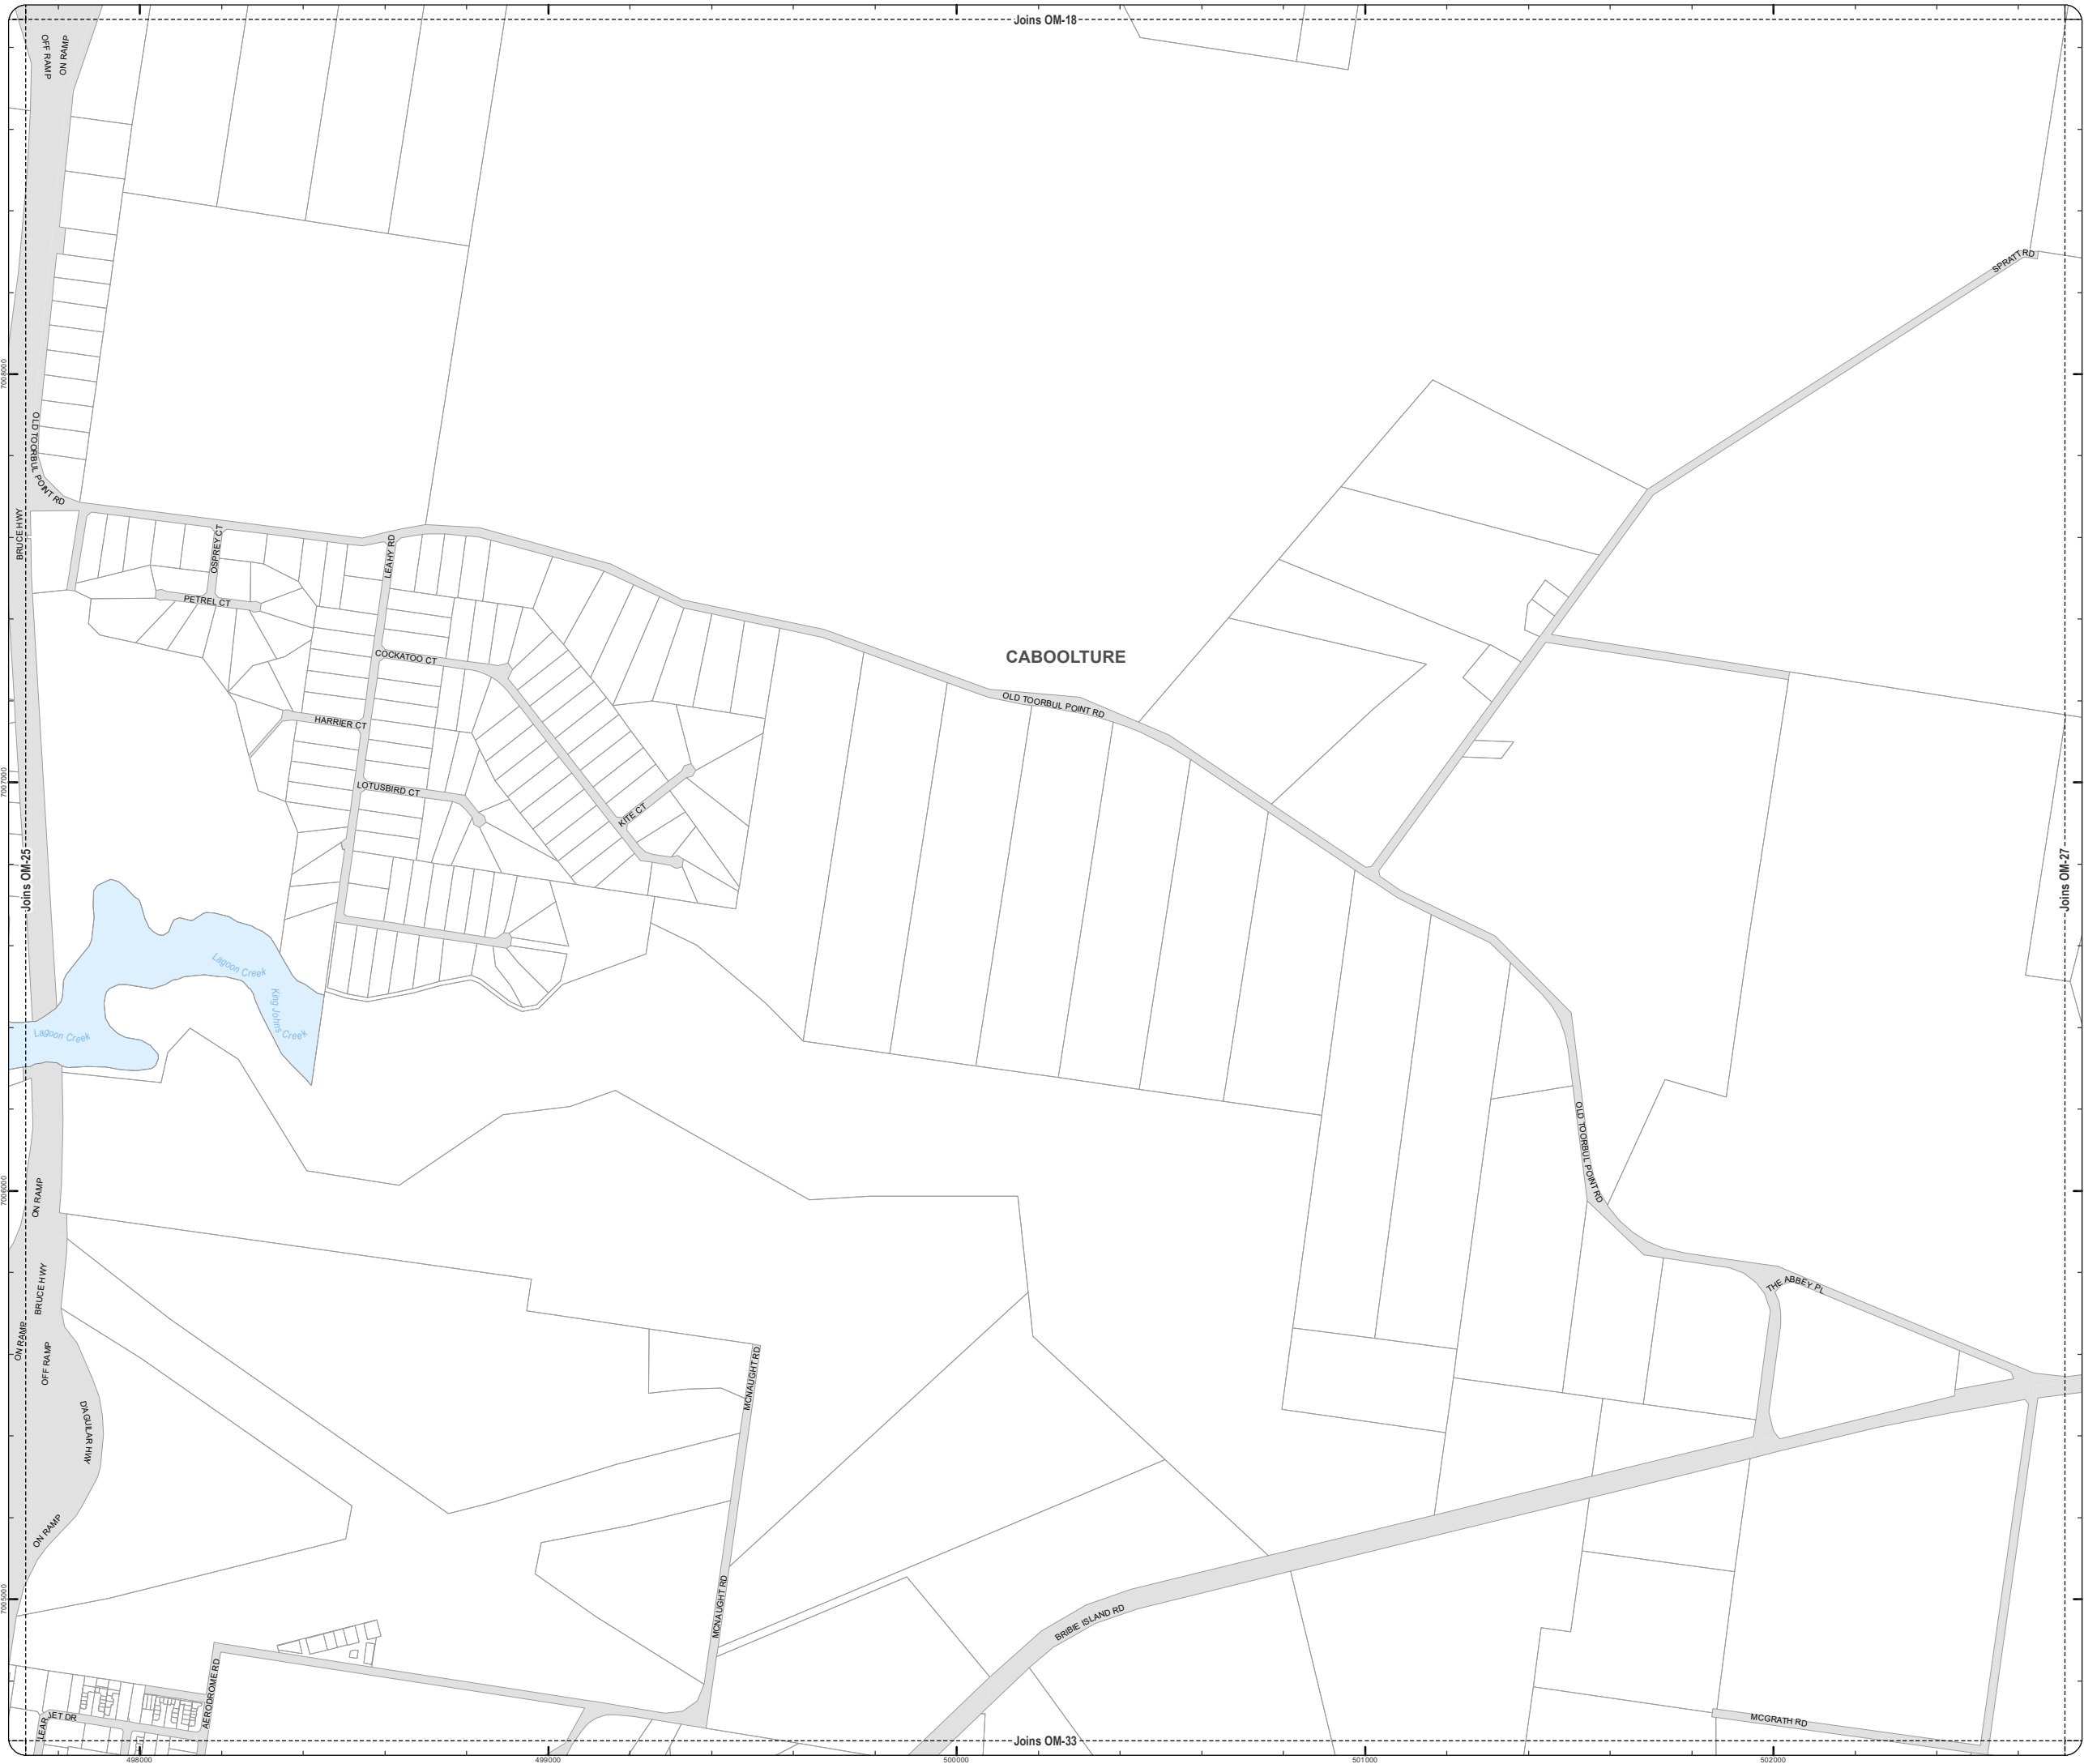 Joins OM-18
OFF RAMP
ON RAMP
SPRATT RD
7008000
OLD TOORBUL POINT RD
BRUCE HWY
OSPREY CT
LEAHY RD
PETREL CT
COCKATOO CT
CABOOLTURE
OLD TOORBUL POINT RD
HARRIER CT
7007000
LOTUSBIRD CT
KITE CT
Joins OM-25
Joins OM-27
Lagoon Creek
King Johns Creek
Lagoon Creek
OLD TOORBUL POINT RD
7006000
ON RAMP
BRUCE HWY
THE ABBEY PL
ON RAMP
OFF RAMP
MCNAUGHT RD
D'AGUILAR HWY
ON RAMP
7005000
MCNAUGHT RD
BRIBIE ISLAND RD
AERODROME RD
LEAR
JET DR
MCGRATH RD
Joins OM-33
498000
499000
500000
501000
502000